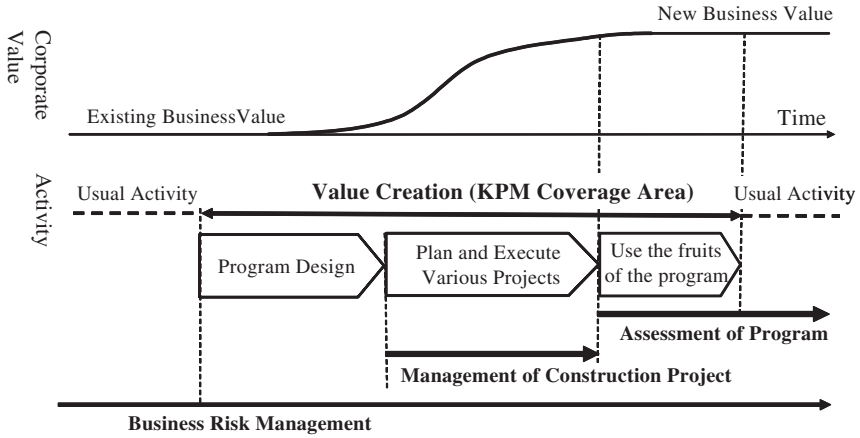 New Business Value
Corporate
Value
Existing BusinessValue
Time
Activity
Usual Activity
Value Creation (KPM Coverage Area)
Usual Activity
Program Design
Plan and Execute
Various Projects
Use the fruits
of the program
Assessment of Program
Management of Construction Project
Business Risk Management